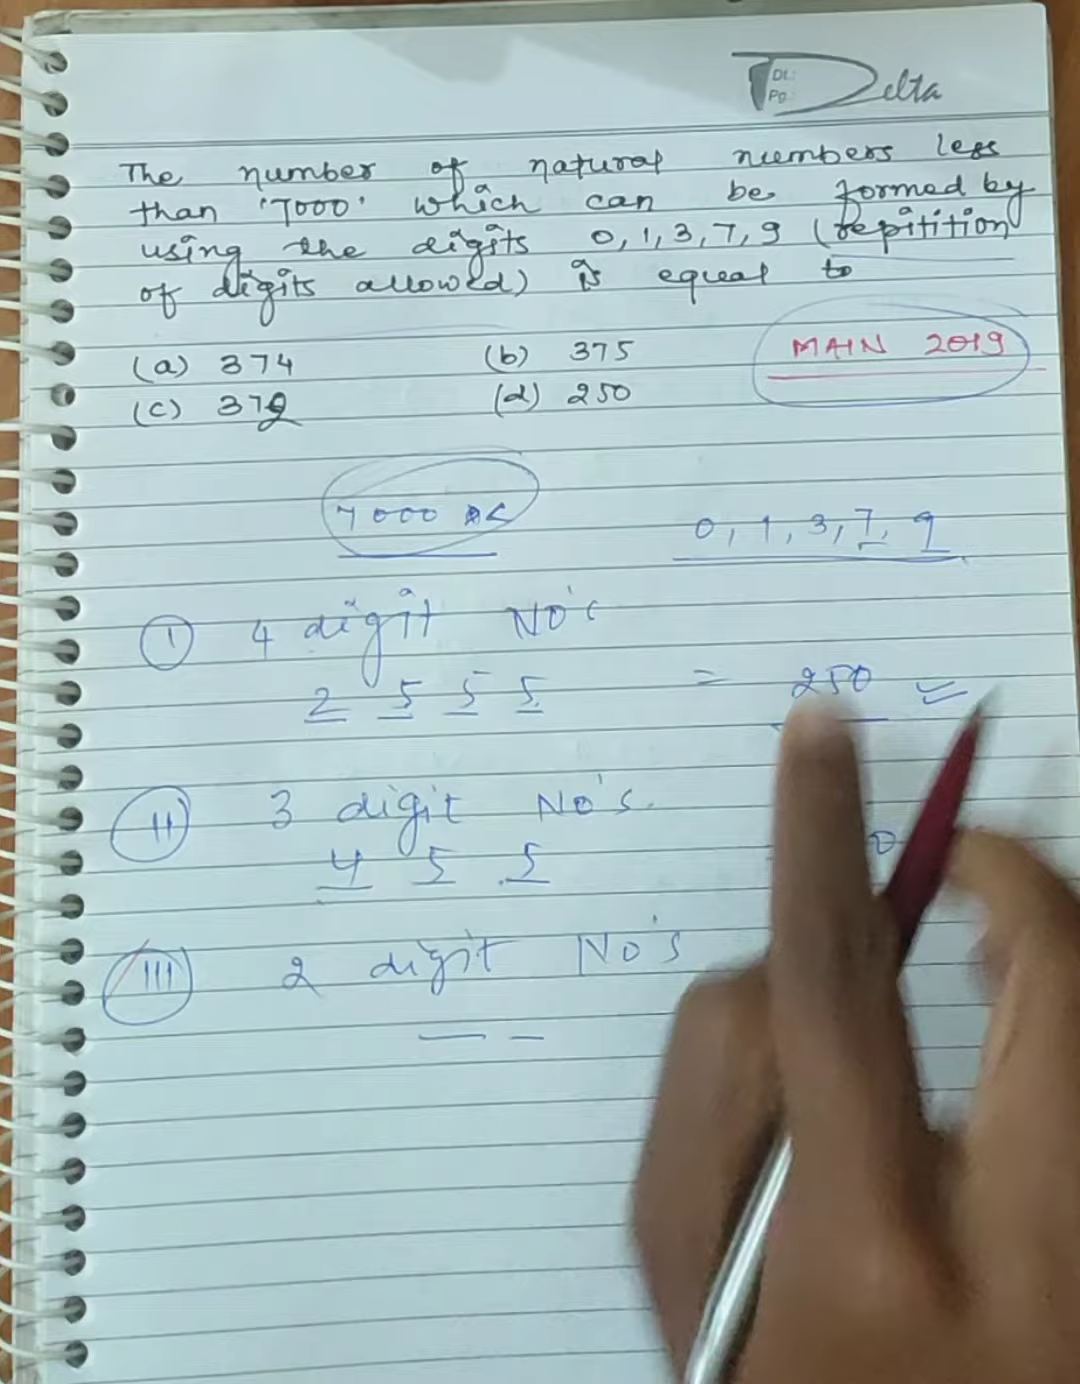 Dt.:
Pg.:
Delta
The number of natural numbers less
than '7000' which can be formed by
using the digits 0, 1, 3, 7, 9 (repitition
of digits allowed) is equal to
(a) 374 (b) 375
(c) 372 (d) 250
MAIN 2019
7000 <
0, 1, 3, 7, 9
I 4 digit NO's
2 5 5 5 = 250
II 3 digit No's.
4 5 5 0
III 2 digit No's